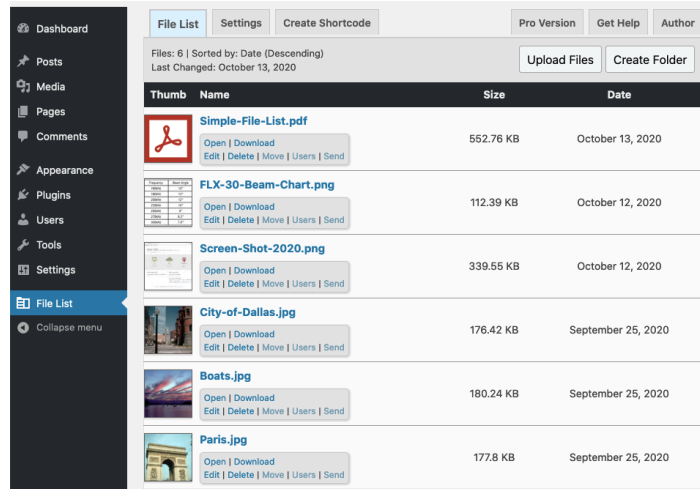 Dashboard
Posts
Media
Pages
Comments
Appearance
Plugins
Users
Tools
Settings
File List
Collapse menu
File List Settings Create Shortcode Pro Version Get Help Author
Files: 6 | Sorted by: Date (Descending)
Last Changed: October 13, 2020
Upload Files Create Folder
Thumb Name Size Date
Simple-File-List.pdf
Open | Download
Edit | Delete | Move | Users | Send
552.76 KB October 13, 2020
FLX-30-Beam-Chart.png
Open | Download
Edit | Delete | Move | Users | Send
112.39 KB October 12, 2020
Screen-Shot-2020.png
Open | Download
Edit | Delete | Move | Users | Send
339.55 KB October 12, 2020
City-of-Dallas.jpg
Open | Download
Edit | Delete | Move | Users | Send
176.42 KB September 25, 2020
Boats.jpg
Open | Download
Edit | Delete | Move | Users | Send
180.24 KB September 25, 2020
Paris.jpg
Open | Download
Edit | Delete | Move | Users | Send
177.8 KB September 25, 2020